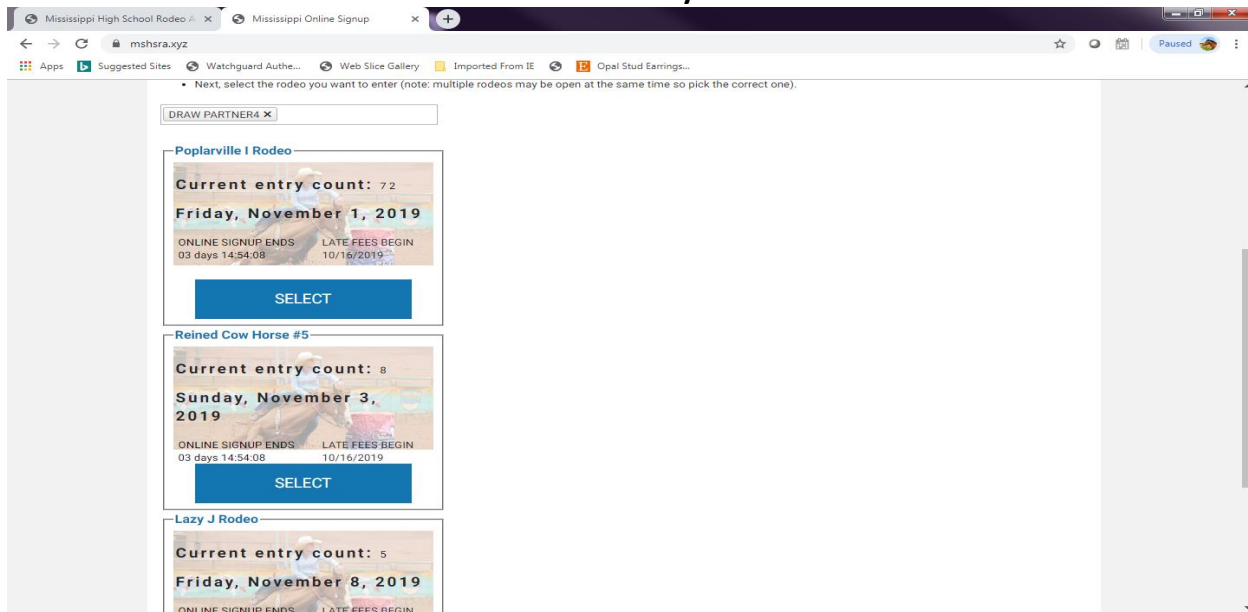 Mississippi High School Rodeo A
Mississippi Online Signup
mshsra.xyz
Paused
Apps
Suggested Sites
Watchguard Authe...
Web Slice Gallery
Imported From IE
Opal Stud Earrings...
Next, select the rodeo you want to enter (note: multiple rodeos may be open at the same time so pick the correct one).
DRAW PARTNER4 ×
Poplarville I Rodeo
Current entry count: 72
Friday, November 1, 2019
ONLINE SIGNUP ENDS LATE FEES BEGIN
03 days 14:54:08 10/16/2019
SELECT
Reined Cow Horse #5
Current entry count: 8
Sunday, November 3,
2019
ONLINE SIGNUP ENDS LATE FEES BEGIN
03 days 14:54:08 10/16/2019
SELECT
Lazy J Rodeo
Current entry count: 5
Friday, November 8, 2019
ONLINE SIGNUP ENDS LATE FEES BEGIN